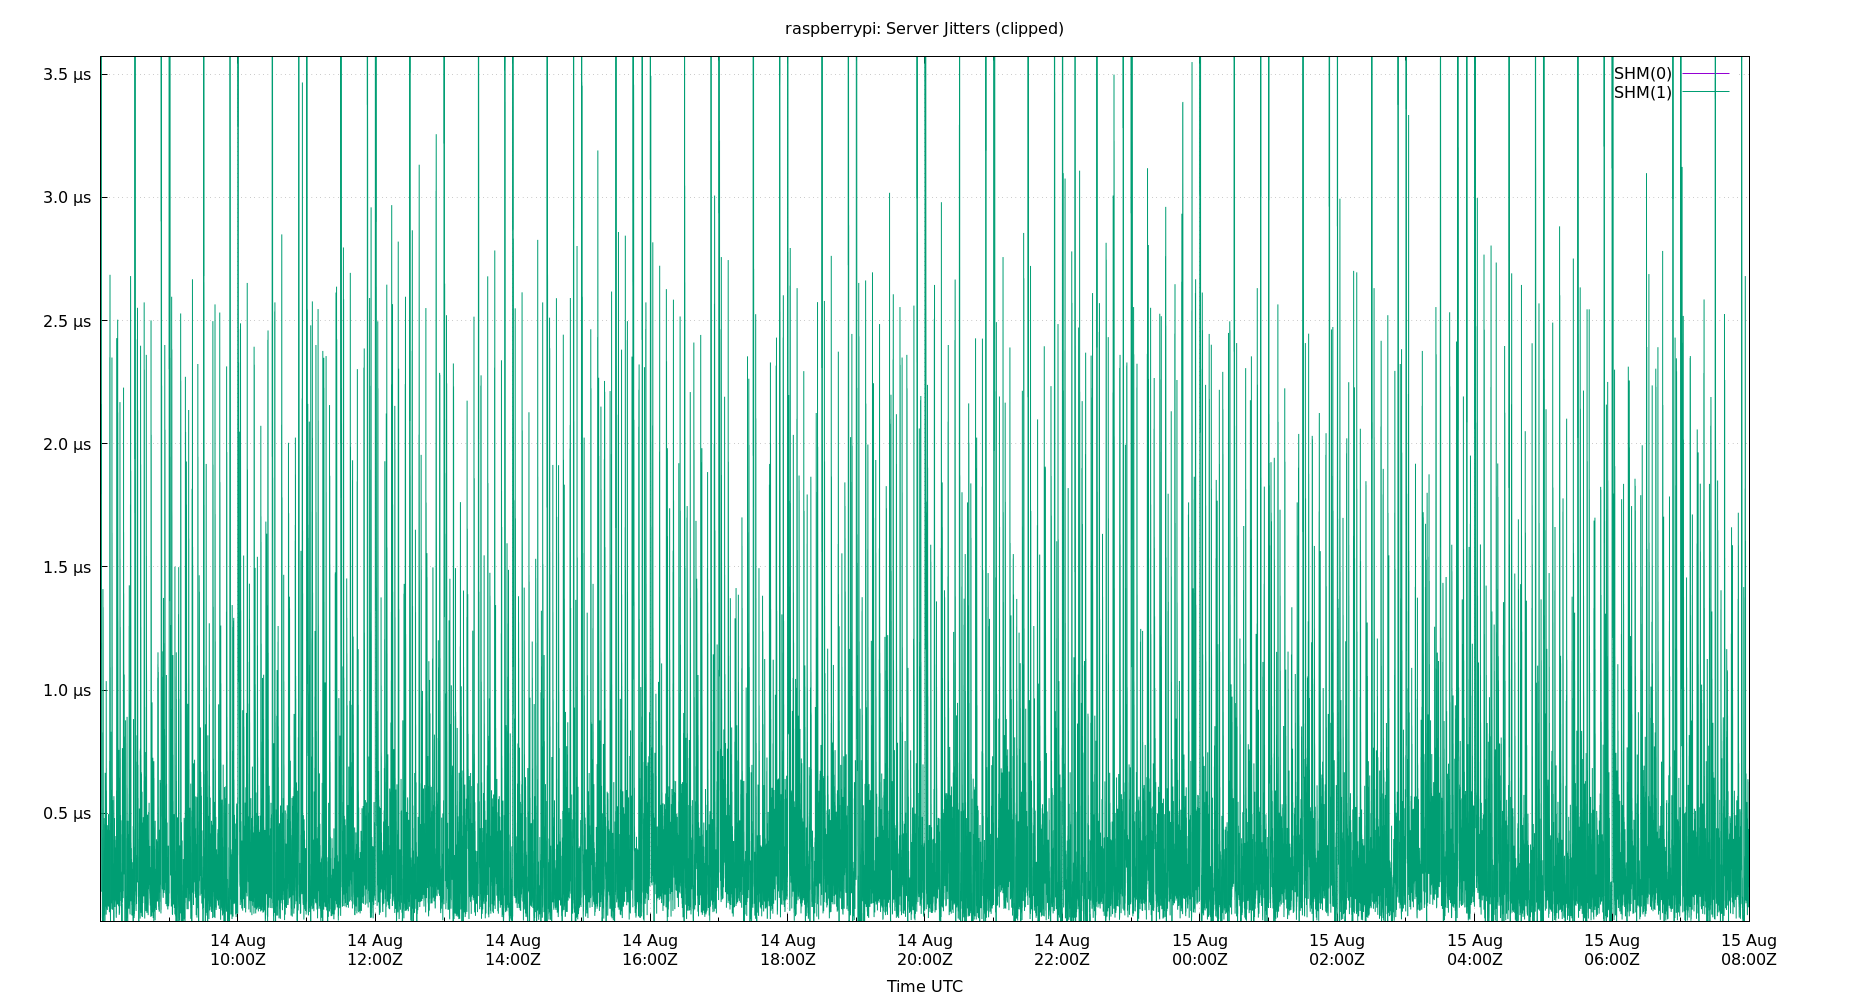 raspberrypi: Server Jitters (clipped)
3.5 µs
SHM(0)
SHM(1)
3.0 µs
2.5 µs
2.0 µs
1.5 µs
1.0 µs
0.5 µs
14 Aug 14 Aug 14 Aug 14 Aug 14 Aug 14 Aug 14 Aug 15 Aug 15 Aug 15 Aug 15 Aug 15 Aug
10:00Z 12:00Z 14:00Z 16:00Z 18:00Z 20:00Z 22:00Z 00:00Z 02:00Z 04:00Z 06:00Z 08:00Z
Time UTC